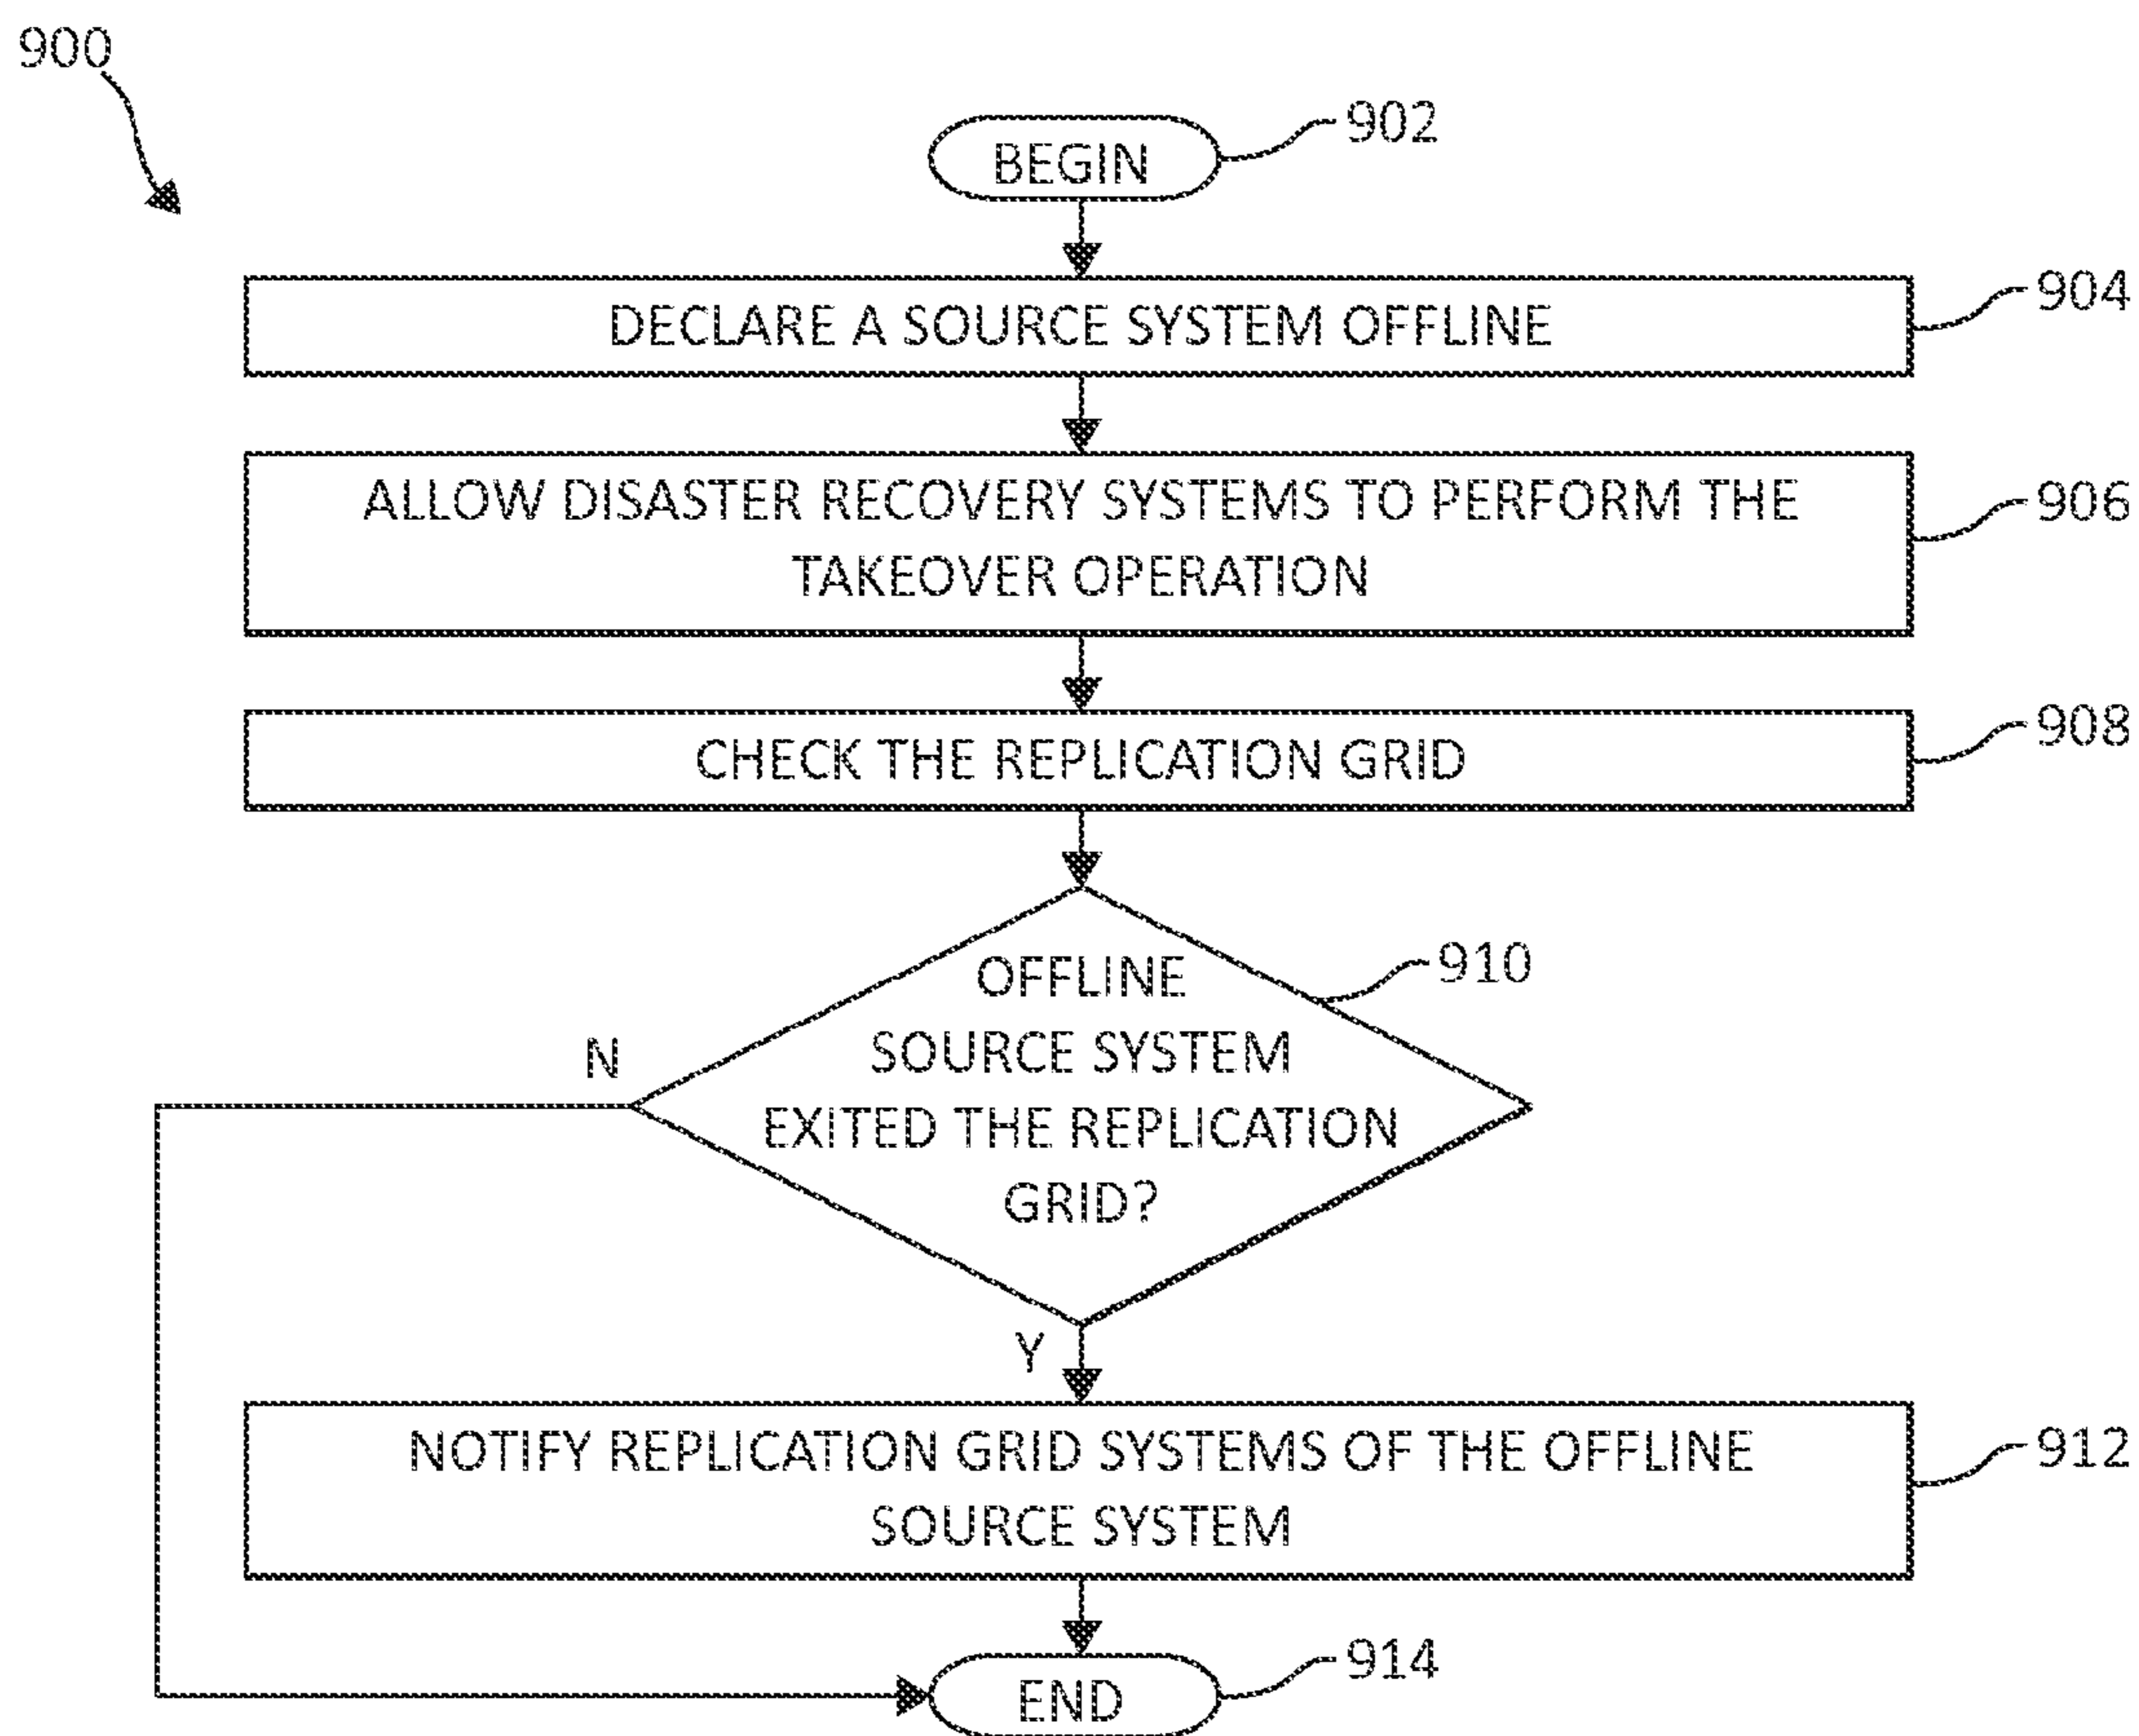 900
BEGIN
902
DECLARE A SOURCE SYSTEM OFFLINE
904
ALLOW DISASTER RECOVERY SYSTEMS TO PERFORM THE
TAKEOVER OPERATION
906
CHECK THE REPLICATION GRID
908
OFFLINE
SOURCE SYSTEM
EXITED THE REPLICATION
GRID?
910
N
Y
NOTIFY REPLICATION GRID SYSTEMS OF THE OFFLINE
SOURCE SYSTEM
912
END
914